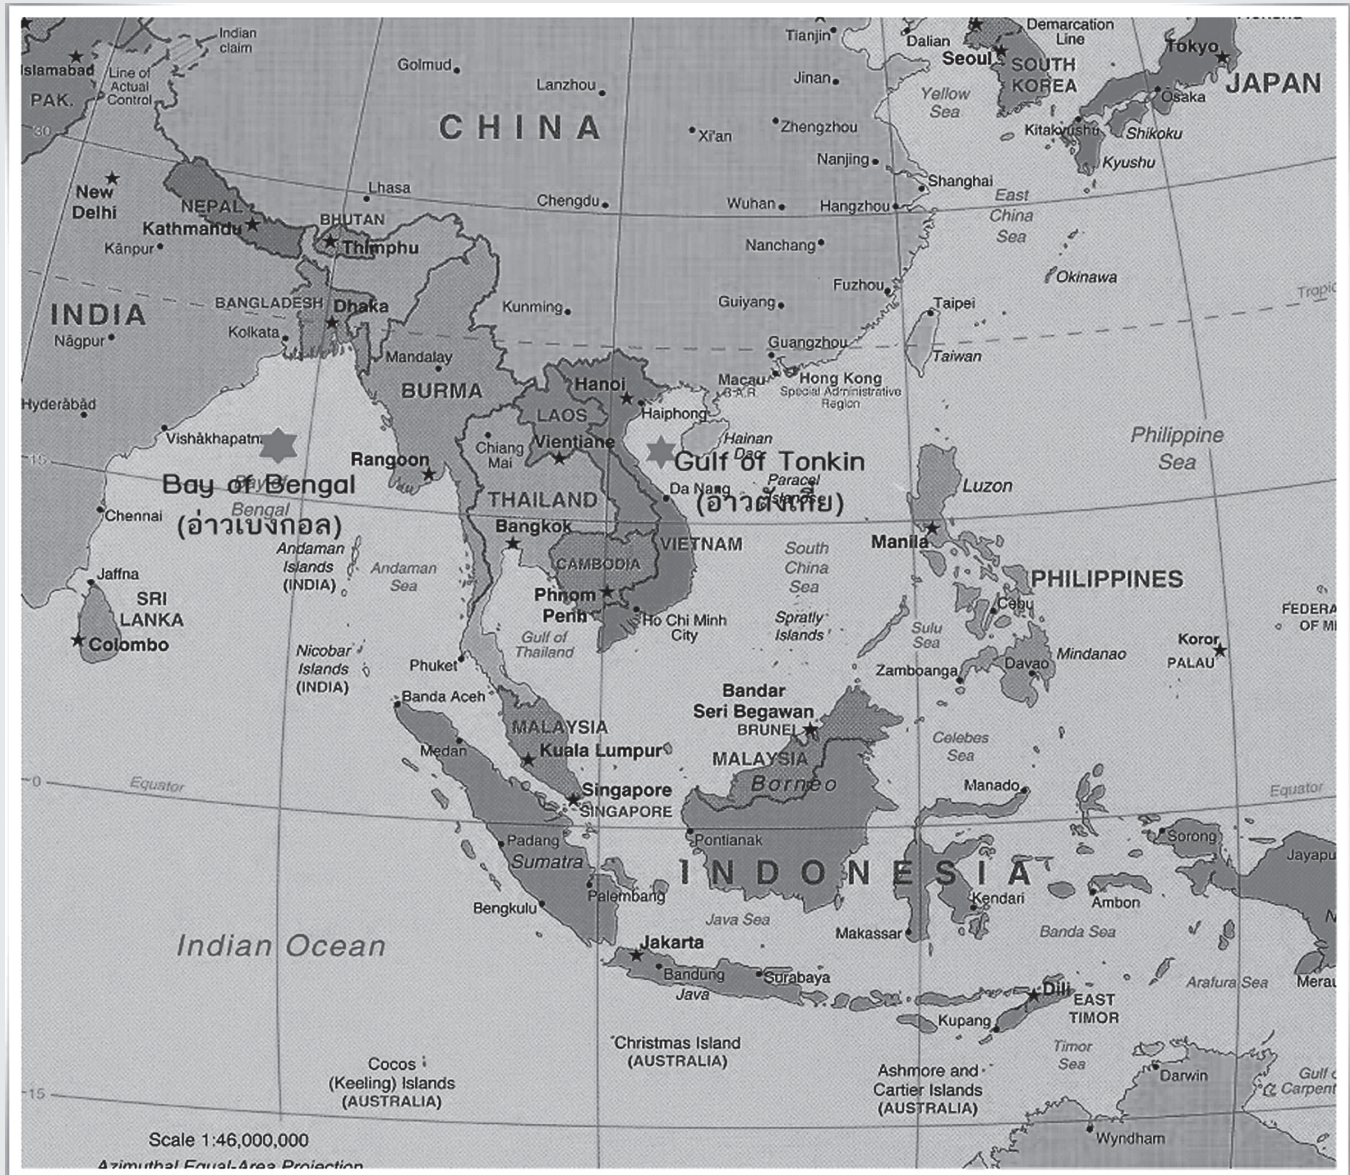 Indian
claim
Islamabad
Line of
Actual
Control
PAK.
30
Golmud
Lanzhou
CHINA
Xi'an
Tianjin
Dalian
Jinan
Zhengzhou
Nanjing
Yellow
Sea
Demarcation
Line
Seoul
SOUTH
KOREA
Tokyo
JAPAN
Ōsaka
Kitakyushu
Shikoku
Kyushu
Shanghai
New
Delhi
NEPAL
Kathmandu
Lhasa
BHUTAN
Thimphu
Kānpur
Chengdu
Wuhan
Hangzhou
Nanchang
East
China
Sea
Okinawa
INDIA
Nāgpur
BANGLADESH
Dhaka
Kolkata
Kunming
Guiyang
Fuzhou
Taipei
Taiwan
Tropic
Guangzhou
Mandalay
BURMA
Hanoi
Macau
S.A.R.
Hong Kong
Special Administrative
Region
Haiphong
LAOS
Hyderābād
Vishākhapatn
15
Bay of Bengal
(อ่าวเบงกอล)
Bay of
Bengal
Rangoon
Chiang
Mai
Vientiane
Hainan
Dao
Gulf of Tonkin
(อ่าวตังเกี๋ย)
Paracel
Islands
Da Nang
Philippine
Sea
Luzon
Chennai
THAILAND
Bangkok
VIETNAM
Manila
Andaman
Islands
(INDIA)
Andaman
Sea
CAMBODIA
South
China
Sea
PHILIPPINES
Jaffna
SRI
LANKA
Colombo
Phnom
Penh
Ho Chi Minh
City
Gulf of
Thailand
Spratly
Islands
Sulu
Sea
Cebu
FEDERA
OF MI
Nicobar
Islands
(INDIA)
Phuket
Zamboanga
Davao
Mindanao
Koror
PALAU
Banda Aceh
Bandar
Seri Begawan
BRUNEI
MALAYSIA
Medan
Kuala Lumpur
MALAYSIA
Borneo
Celebes
Sea
Manado
0
Equator
Equator
Singapore
SINGAPORE
Pontianak
Padang
Sumatra
INDONESIA
Sorong
Jayapu
Palembang
Bengkulu
Java Sea
Makassar
Kendari
Ambon
Banda Sea
Indian Ocean
Jakarta
Bandung
Surabaya
Java
Arafura Sea
Merau
Dili
EAST
TIMOR
Kupang
Timor
Sea
Christmas Island
(AUSTRALIA)
Cocos
(Keeling) Islands
(AUSTRALIA)
Ashmore and
Cartier Islands
(AUSTRALIA)
Darwin
Gulf o
Carpent
15
Wyndham
Scale 1:46,000,000
Azimuthal Equal-Area Projection